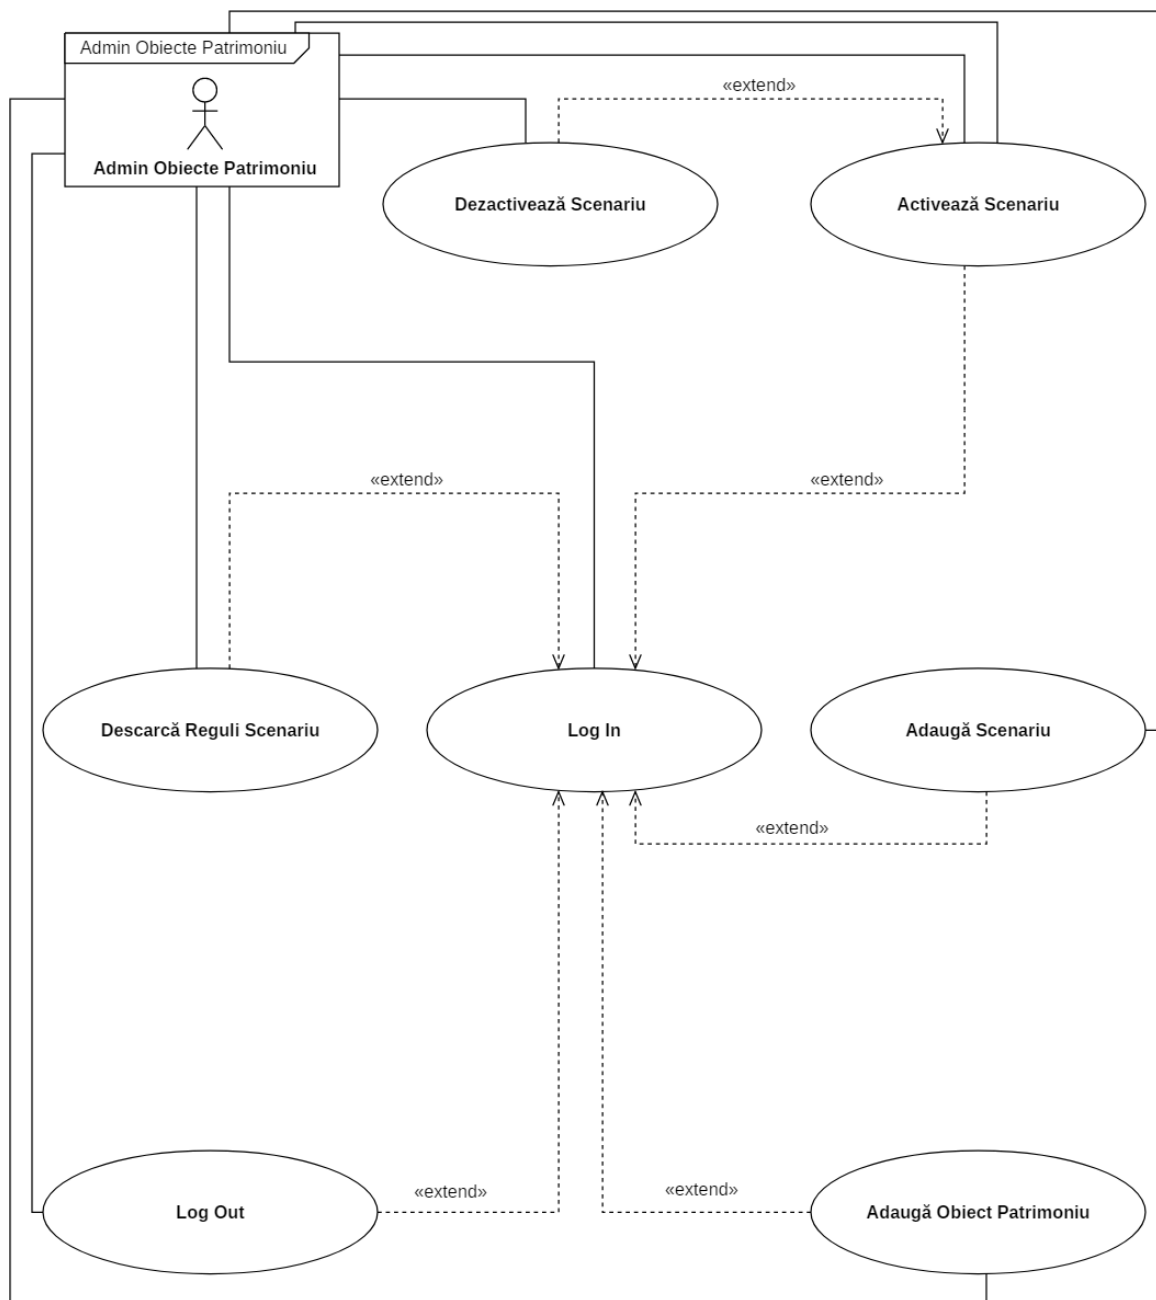 Admin Obiecte Patrimoniu
Admin Obiecte Patrimoniu
«extend»
Dezactivează Scenariu
Activează Scenariu
«extend»
«extend»
Descarcă Reguli Scenariu
Log In
Adaugă Scenariu
«extend»
«extend»
«extend»
Log Out
Adaugă Obiect Patrimoniu